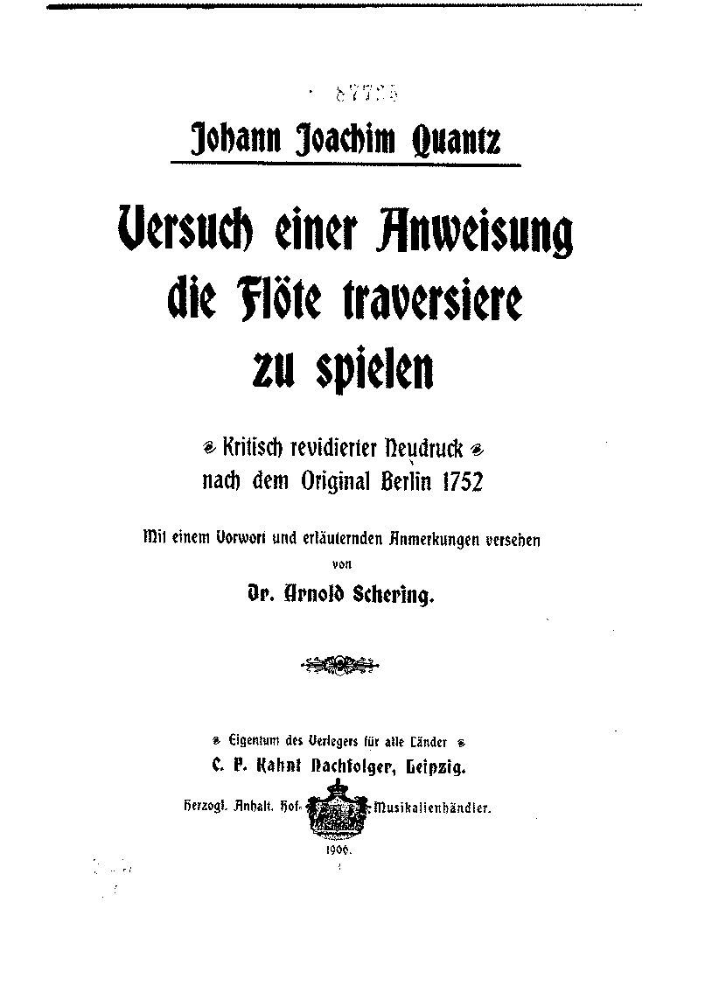 Johann Joachim Quantz
Versuch einer Anweisung
die Flöte traversiere
zu spielen
Kritisch revidierter Neudruck
nach dem Original Berlin 1752
Mit einem Vorwort und erläuternden Anmerkungen versehen
von
Dr. Arnold Schering.
Eigentum des Verlegers für alle Länder
C. F. Kahnt Nachfolger, Leipzig.
Herzogl. Anhalt. Hof- Musikalienhändler.
1906.